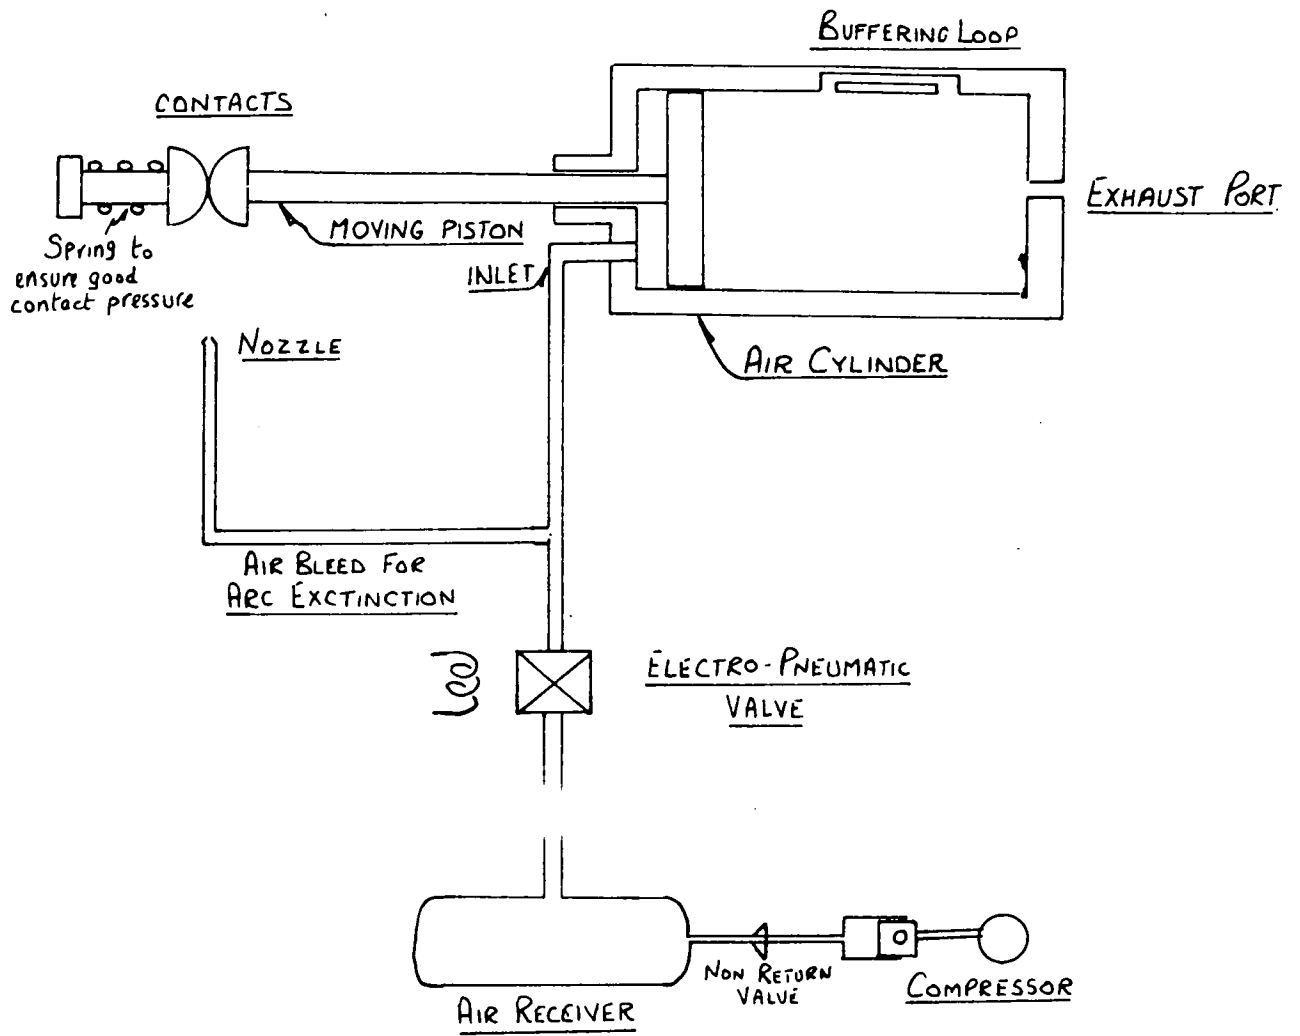 BUFFERING LOOP
CONTACTS
EXHAUST PORT
MOVING PISTON
Spring to
ensure good
contact pressure
INLET
NOZZLE
AIR CYLINDER
AIR BLEED FOR
ARC EXCTINCTION
ELECTRO-PNEUMATIC
VALVE
NON RETURN
VALVE
COMPRESSOR
AIR RECEIVER